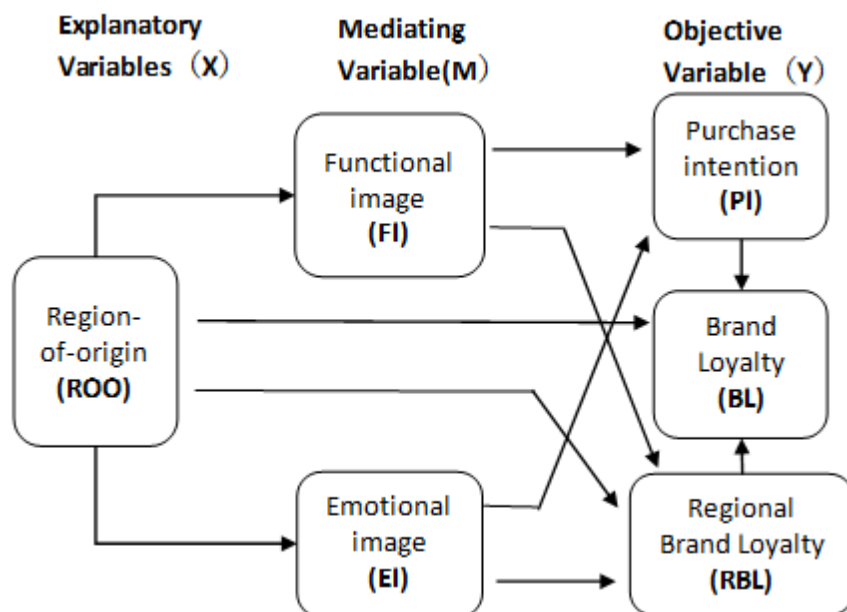 Explanatory
Variables（X）
Mediating
Variable(M）
Objective
Variable（Y）
Functional
image
(FI)
Purchase
intention
(PI)
Region-
of-origin
(ROO)
Brand
Loyalty
(BL)
Emotional
image
(EI)
Regional
Brand Loyalty
(RBL)